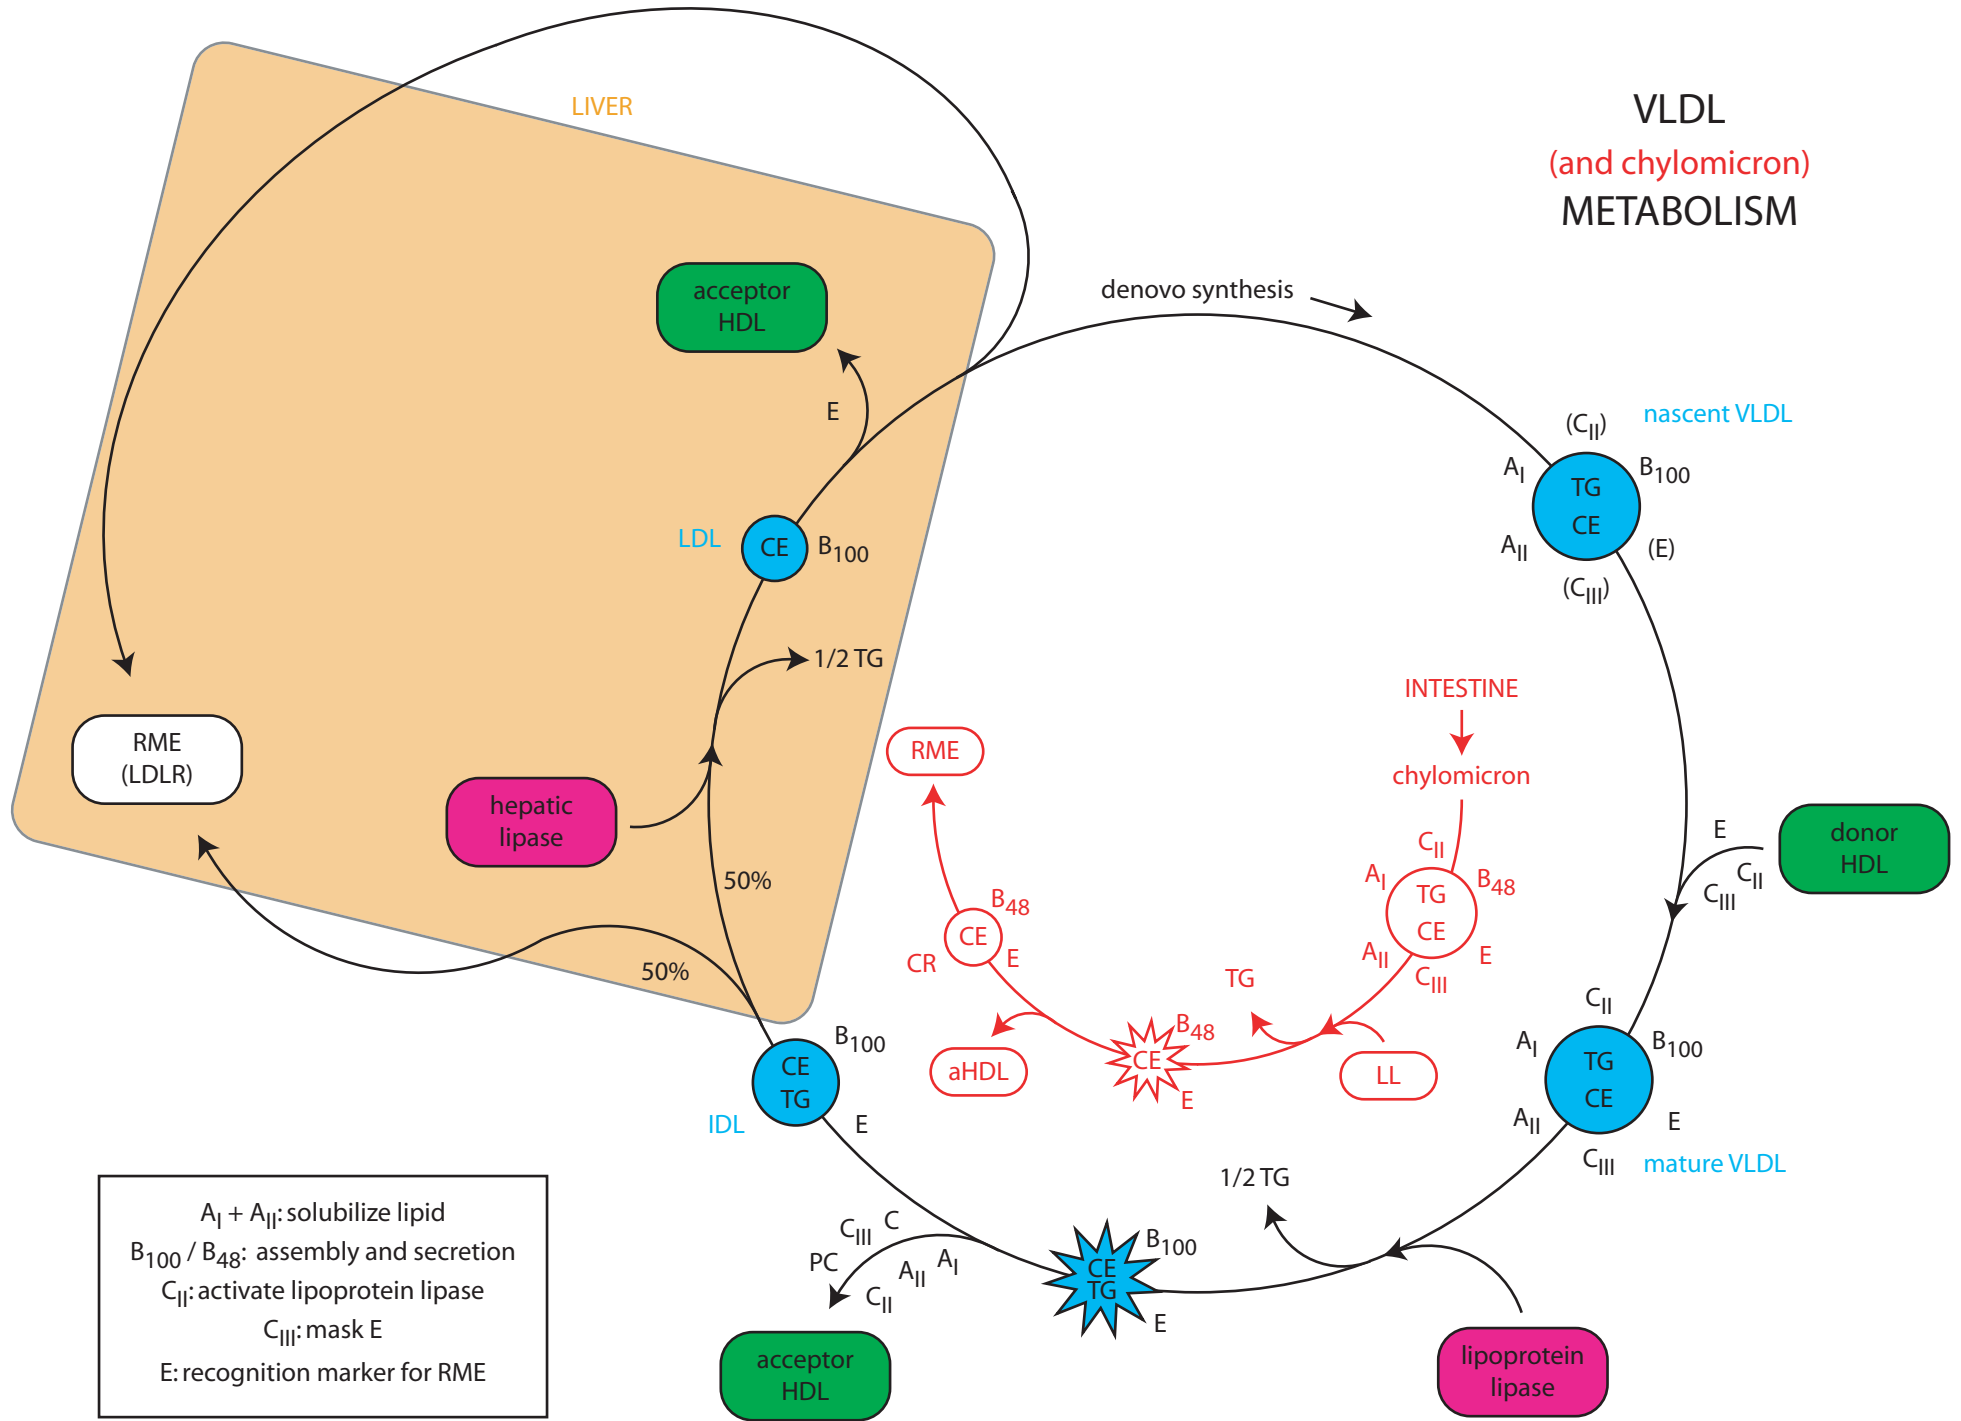 VLDL
(and chylomicron)
METABOLISM
LIVER
acceptor
HDL
E
denovo synthesis
nascent VLDL
(CII)
AI
B100
TG
CE
AII
(E)
(CIII)
LDL
CE
B100
1/2 TG
RME
(LDLR)
hepatic
lipase
50%
50%
INTESTINE
chylomicron
RME
CII
AI
B48
TG
CE
AII
E
CIII
B48
CE
CR
E
TG
B48
CE
E
aHDL
LL
E
CII
CIII
donor
HDL
CII
AI
B100
TG
CE
AII
E
CIII
mature VLDL
B100
CE
TG
IDL
E
1/2 TG
B100
CE
TG
E
CIII
C
PC
AII
AI
CII
acceptor
HDL
lipoprotein
lipase
AI + AII: solubilize lipid
B100 / B48: assembly and secretion
CII: activate lipoprotein lipase
CIII: mask E
E: recognition marker for RME